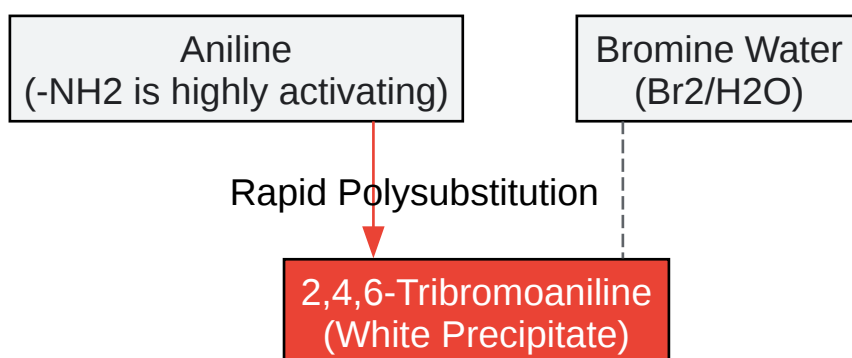 Aniline
(-NH2 is highly activating)
Bromine Water
(Br2/H2O)
Rapid Polysubstitution
2,4,6-Tribromoaniline
(White Precipitate)